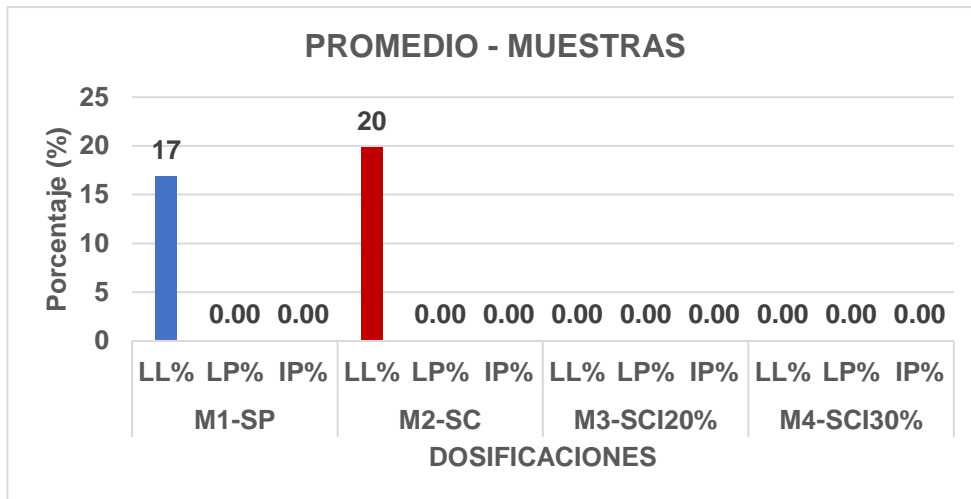 PROMEDIO - MUESTRAS
Porcentaje (%)
25
20
15
10
5
0
17
0.00 0.00
20
0.00 0.00
0.00 0.00 0.00
0.00 0.00 0.00
LL% LP% IP% LL% LP% IP% LL% LP% IP% LL% LP% IP%
M1-SP M2-SC M3-SCI20% M4-SCI30%
DOSIFICACIONES